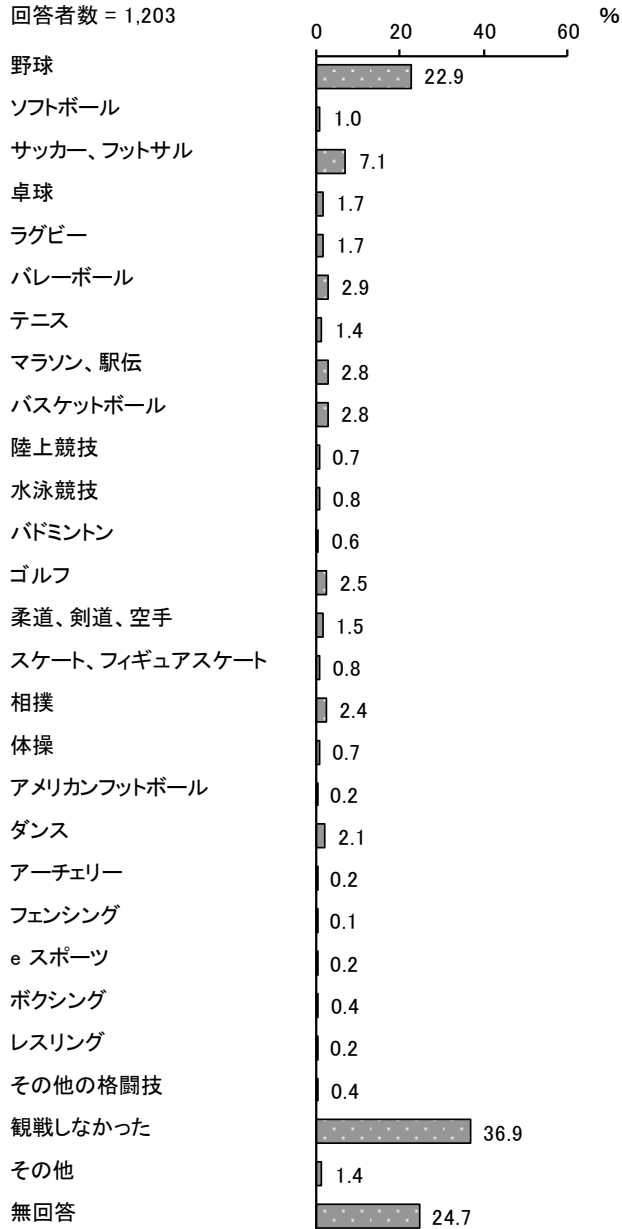 回答者数 = 1,203
0 20 40 60 %
野球 22.9
ソフトボール 1.0
サッカー、フットサル 7.1
卓球 1.7
ラグビー 1.7
バレーボール 2.9
テニス 1.4
マラソン、駅伝 2.8
バスケットボール 2.8
陸上競技 0.7
水泳競技 0.8
バドミントン 0.6
ゴルフ 2.5
柔道、剣道、空手 1.5
スケート、フィギュアスケート 0.8
相撲 2.4
体操 0.7
アメリカンフットボール 0.2
ダンス 2.1
アーチェリー 0.2
フェンシング 0.1
e スポーツ 0.2
ボクシング 0.4
レスリング 0.2
その他の格闘技 0.4
観戦しなかった 36.9
その他 1.4
無回答 24.7